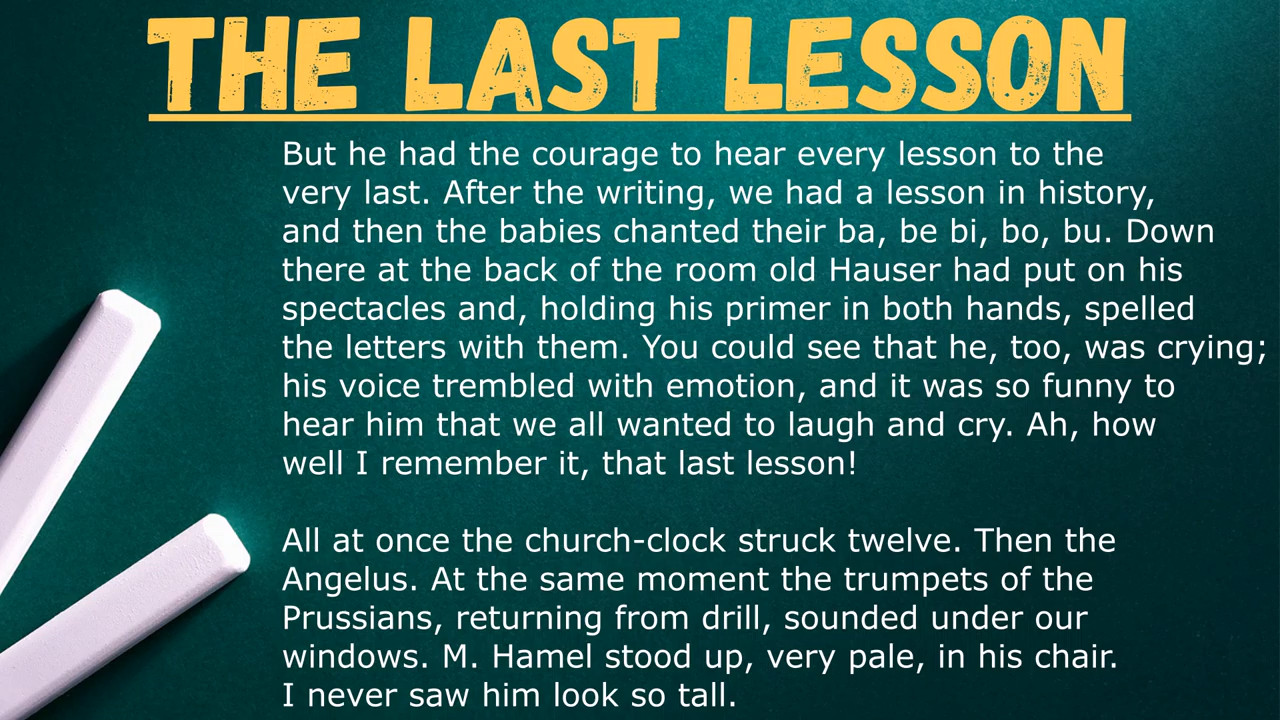 THE LAST LESSON
But he had the courage to hear every lesson to the
very last. After the writing, we had a lesson in history,
and then the babies chanted their ba, be bi, bo, bu. Down
there at the back of the room old Hauser had put on his
spectacles and, holding his primer in both hands, spelled
the letters with them. You could see that he, too, was crying;
his voice trembled with emotion, and it was so funny to
hear him that we all wanted to laugh and cry. Ah, how
well I remember it, that last lesson!
All at once the church-clock struck twelve. Then the
Angelus. At the same moment the trumpets of the
Prussians, returning from drill, sounded under our
windows. M. Hamel stood up, very pale, in his chair.
I never saw him look so tall.